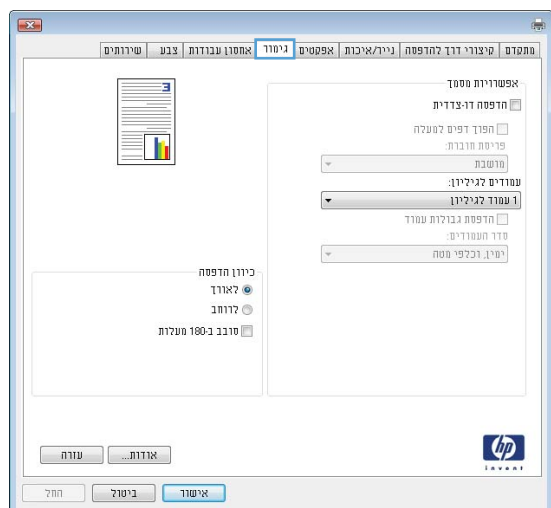 מתקדם
קיצורי דרך להדפסה
נייר/איכות
אפקטים
גימור
אחסון עבודות
צבע
שירותים
אפשרויות מסמך
הדפסה דו-צדדית
הפוך דפים למעלה
פריסת חוברת:
מושבת
עמודים לגיליון:
1 עמוד לגיליון
הדפסת גבולות עמוד
סדר העמודים:
ימין, וכלפי מטה
כיוון הדפסה
לאורך
לרוחב
סובב ב-180 מעלות
hp
invent
אודות...
עזרה
אישור
ביטול
החל